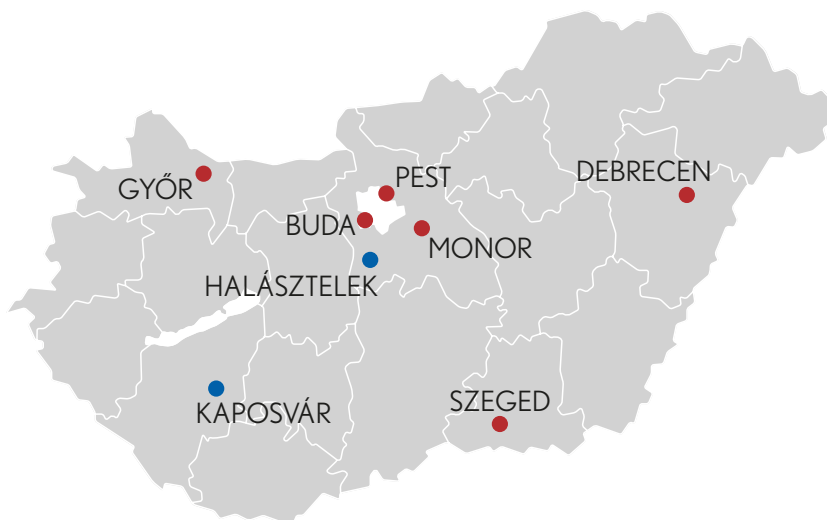 PEST
DEBRECEN
GYŐR
BUDA
MONOR
HALÁSZTELEK
KAPOSVÁR
SZEGED